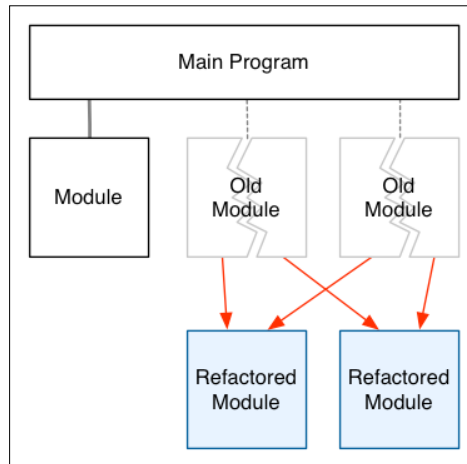 Main Program
Module
Old
Module
Old
Module
Refactored
Module
Refactored
Module